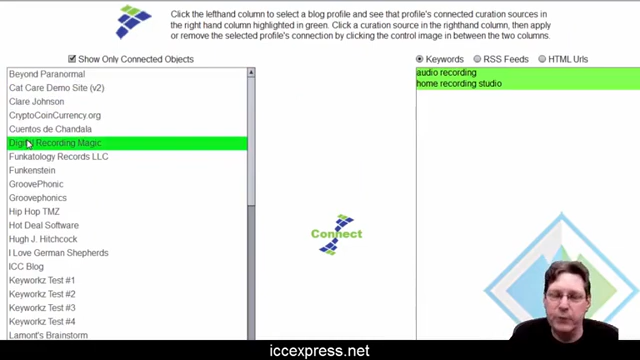 Click the lefthand column to select a blog profile and see that profile's connected curation sources in
the right hand column highlighted in green. Click a curation source in the righthand column, then apply
or remove the selected profile's connection by clicking the control image in between the two columns.
Show Only Connected Objects
Keywords RSS Feeds HTML Urls
Beyond Paranormal
Cat Care Demo Site (v2)
Clare Johnson
CryptoCoinCurrency.org
Cuentos de Chandala
Digital Recording Magic
Funkatology Records LLC
Funkenstein
GroovePhonic
Groovephonics
Hip Hop TMZ
Hot Deal Software
Hugh J. Hitchcock
I Love German Shepherds
ICC Blog
Keyworkz Test #1
Keyworkz Test #2
Keyworkz Test #3
Keyworkz Test #4
Lamont's Brainstorm
audio recording
home recording studio
Connect
iccexpress.net